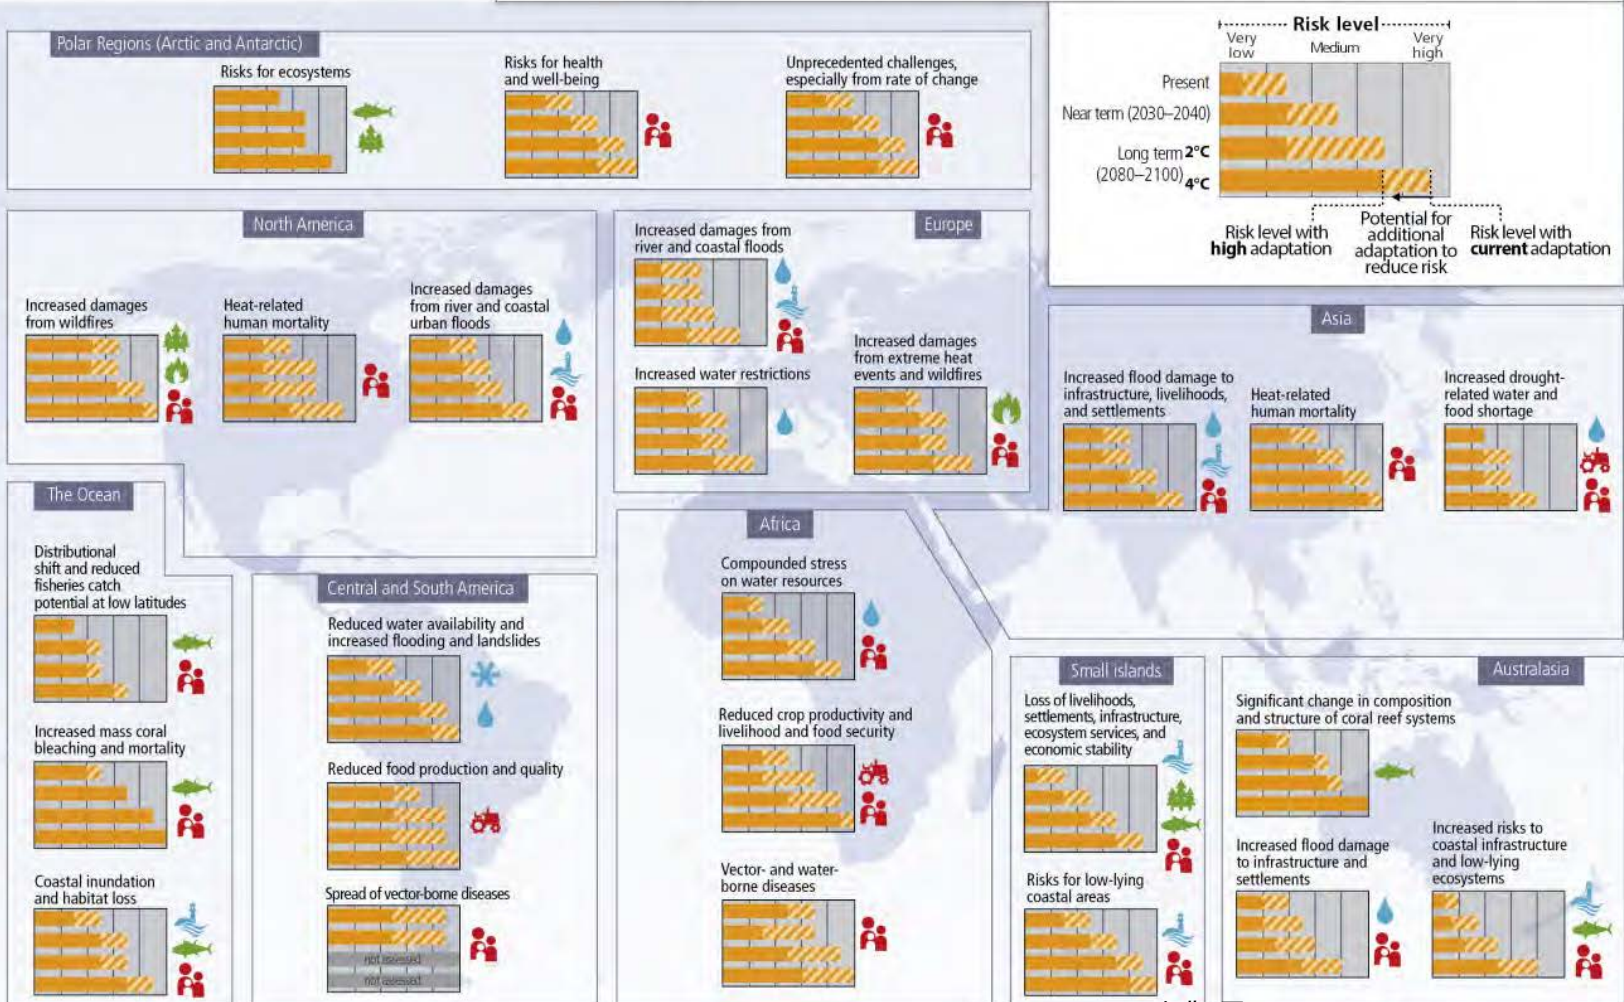 Polar Regions (Arctic and Antarctic)
Risks for ecosystems
Risks for health
and well-being
Unprecedented challenges,
especially from rate of change
Risk level
Very
low
Medium
Very
high
Present
Near term (2030–2040)
Long term 2°C
(2080–2100) 4°C
Risk level with
high adaptation
Potential for
additional
adaptation to
reduce risk
Risk level with
current adaptation
North America
Increased damages
from wildfires
Heat-related
human mortality
Increased damages
from river and coastal
urban floods
Europe
Increased damages from
river and coastal floods
Increased water restrictions
Increased damages
from extreme heat
events and wildfires
Asia
Increased flood damage to
infrastructure, livelihoods,
and settlements
Heat-related
human mortality
Increased drought-
related water and
food shortage
The Ocean
Distributional
shift and reduced
fisheries catch
potential at low latitudes
Increased mass coral
bleaching and mortality
Coastal inundation
and habitat loss
Central and South America
Reduced water availability and
increased flooding and landslides
Reduced food production and quality
Spread of vector-borne diseases
not assessed
not assessed
Africa
Compounded stress
on water resources
Reduced crop productivity and
livelihood and food security
Vector- and water-
borne diseases
Small islands
Loss of livelihoods,
settlements, infrastructure,
ecosystem services, and
economic stability
Risks for low-lying
coastal areas
Australasia
Significant change in composition
and structure of coral reef systems
Increased flood damage
to infrastructure and
settlements
Increased risks to
coastal infrastructure
and low-lying
ecosystems